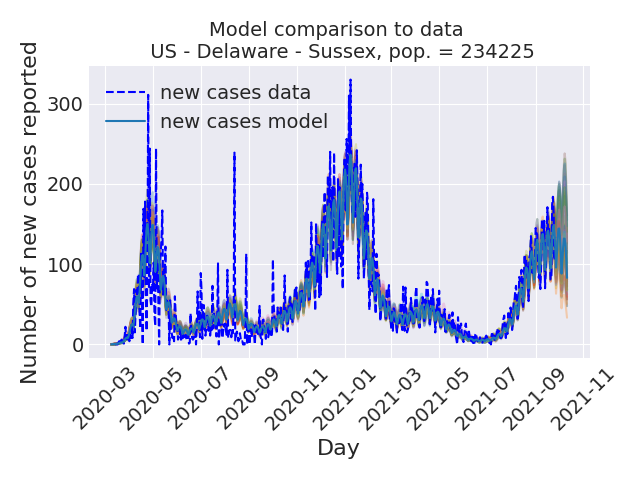 Model comparison to data
US - Delaware - Sussex, pop. = 234225
Number of new cases reported
300
200
100
0
new cases data
new cases model
2020-03
2020-05
2020-07
2020-09
2020-11
2021-01
2021-03
2021-05
2021-07
2021-09
2021-11
Day